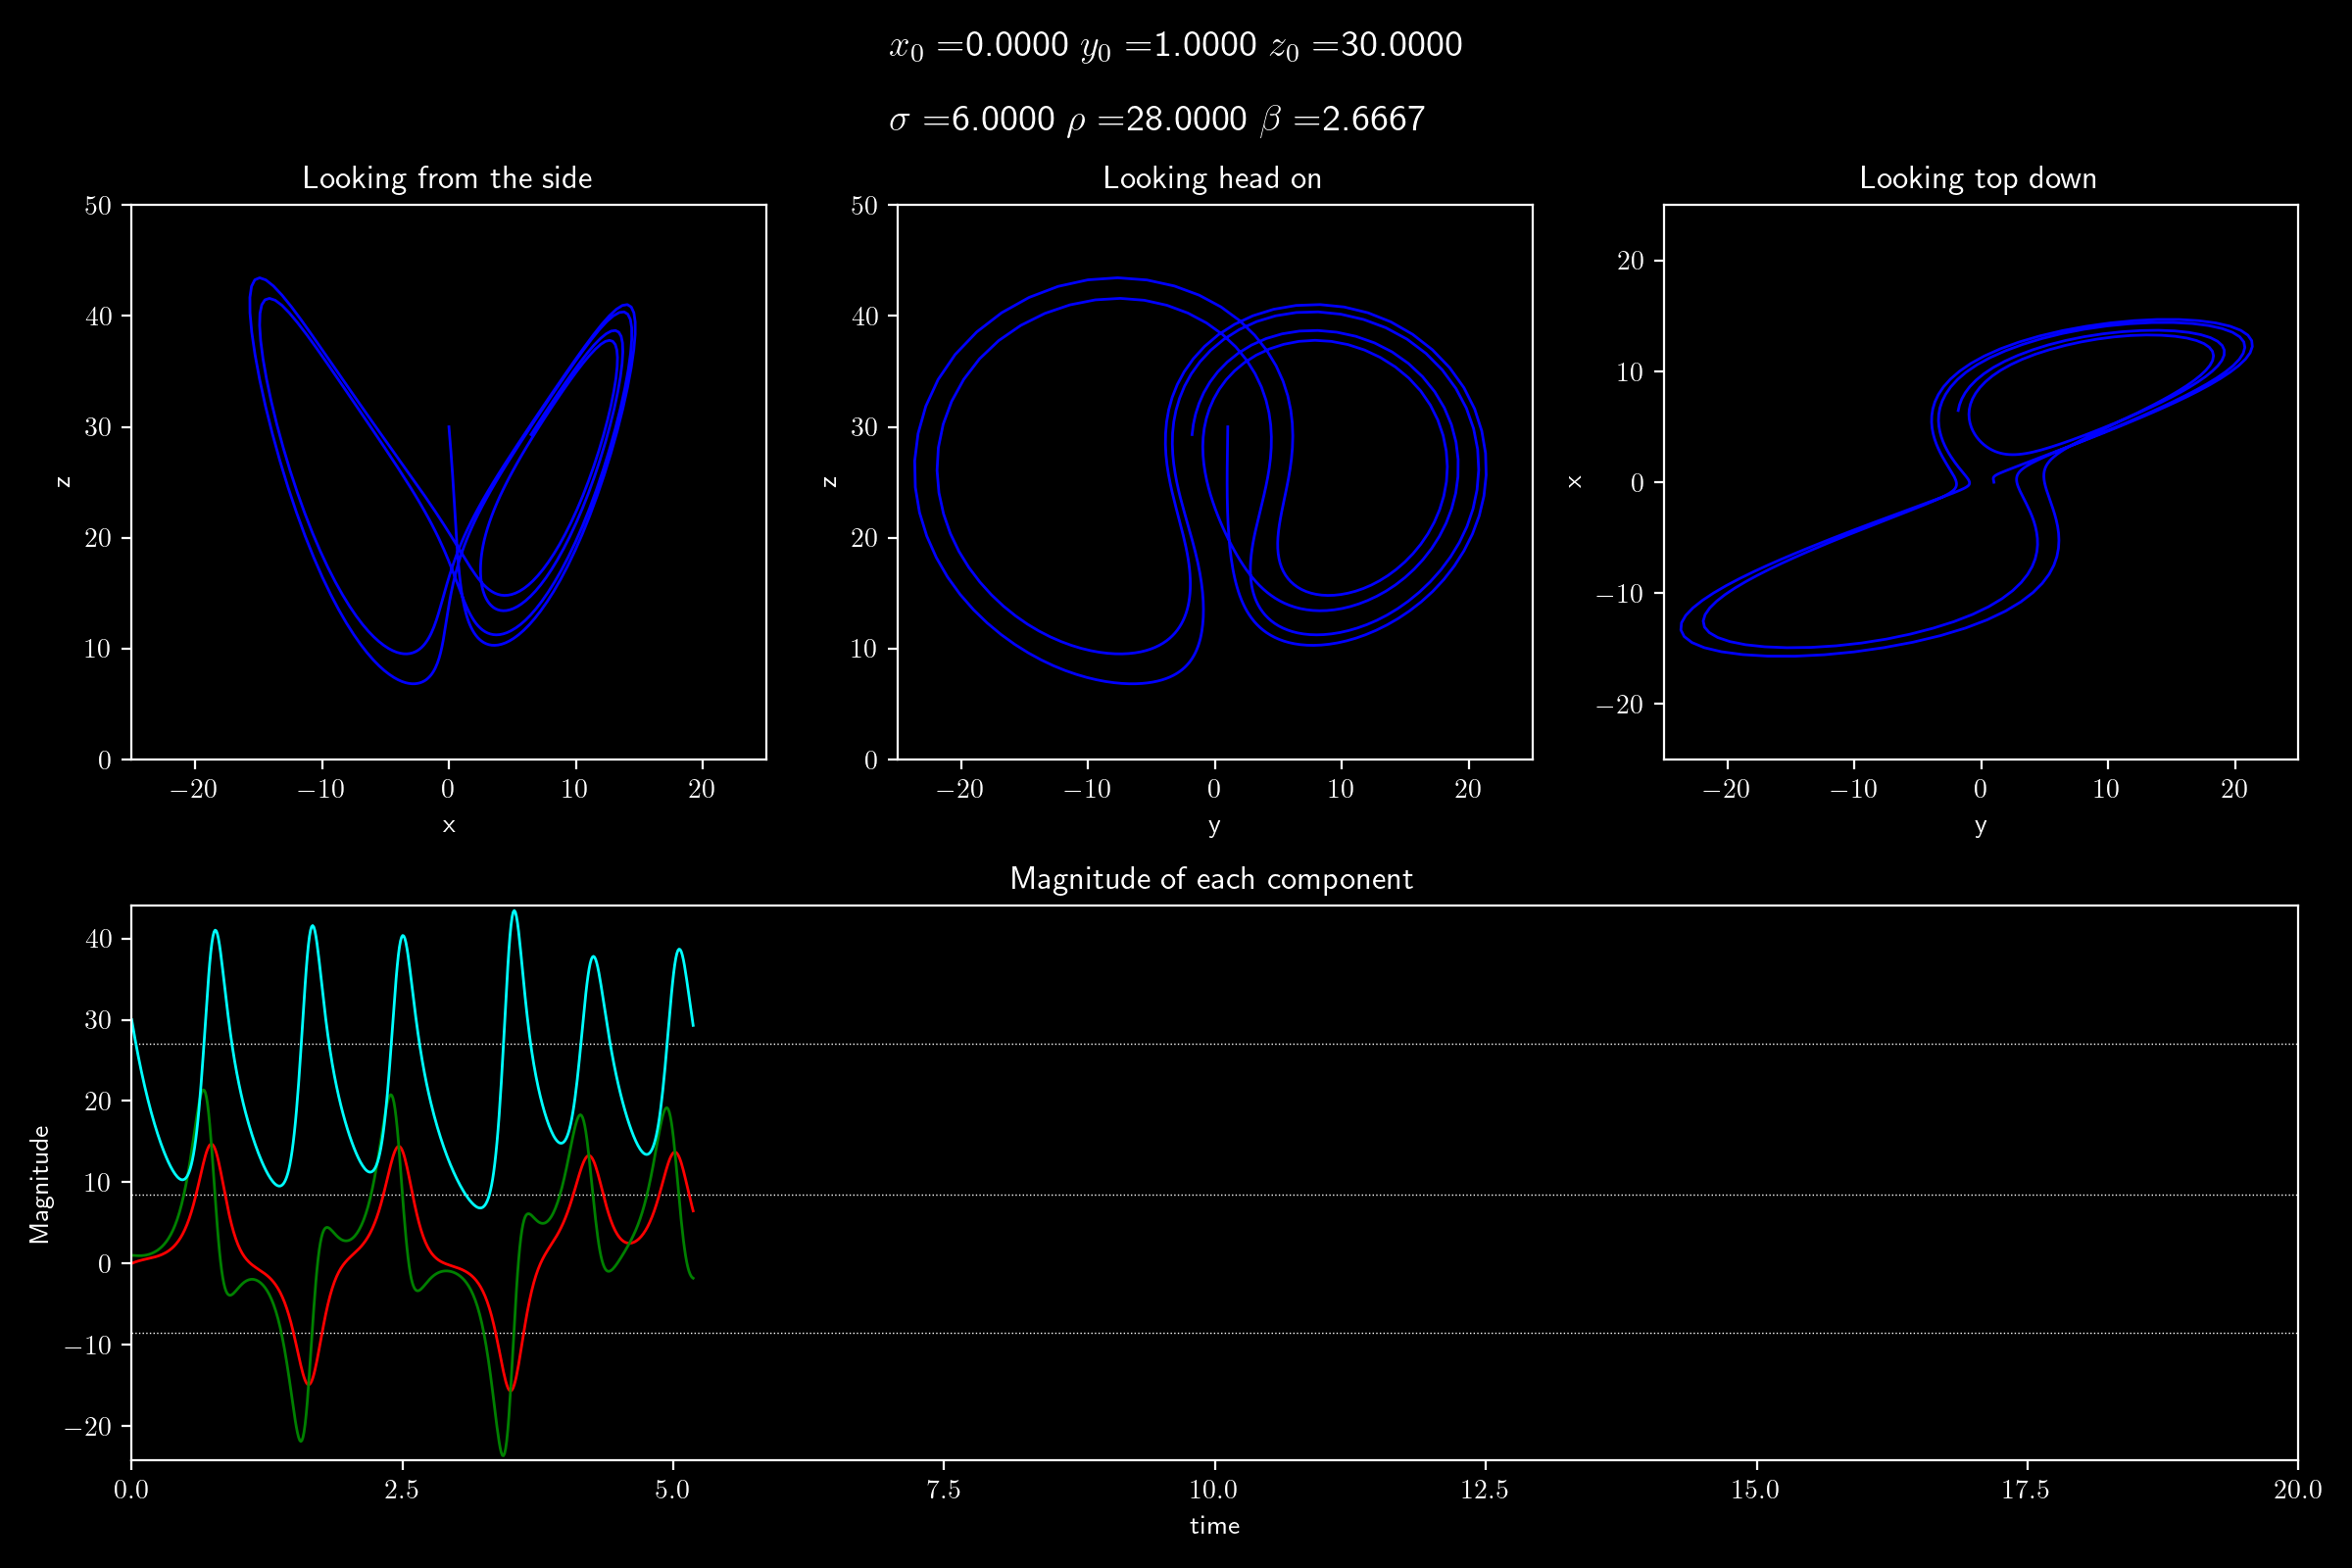 x₀ =0.0000 y₀ =1.0000 z₀ =30.0000
σ =6.0000 ρ =28.0000 β =2.6667
Looking from the side
50
40
30
20
10
0
z
−20 −10 0 10 20
x
Looking head on
50
40
30
20
10
0
z
−20 −10 0 10 20
y
Looking top down
20
10
0
−10
−20
x
−20 −10 0 10 20
y
Magnitude of each component
40
30
20
10
0
−10
−20
Magnitude
0.0 2.5 5.0 7.5 10.0 12.5 15.0 17.5 20.0
time